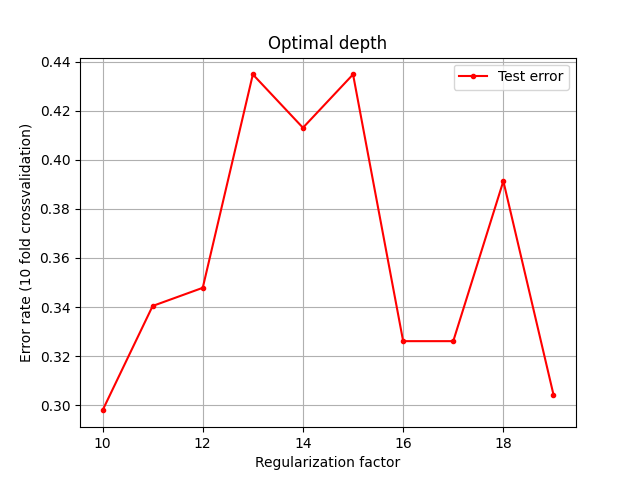 Optimal depth
Test error
Error rate (10 fold crossvalidation)
0.44
0.42
0.40
0.38
0.36
0.34
0.32
0.30
10 12 14 16 18
Regularization factor